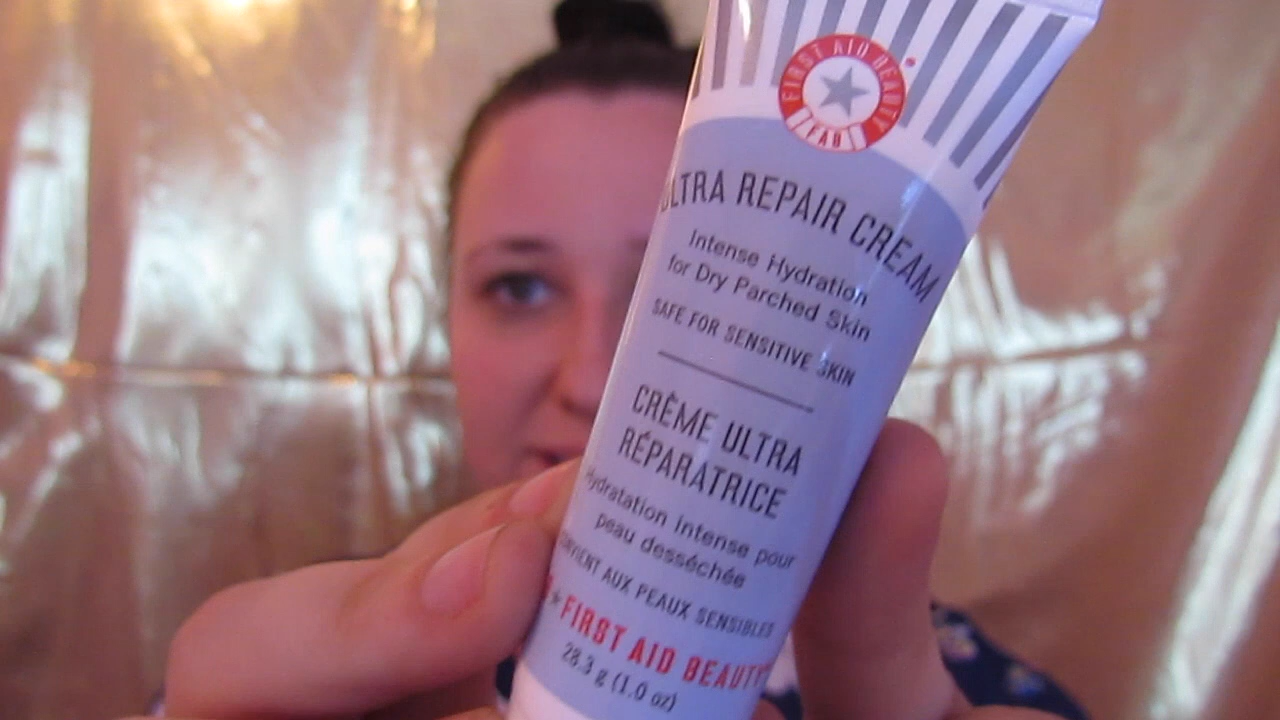 FIRST AID BEAUTY
FAB
ULTRA REPAIR CREAM
Intense Hydration
for Dry Parched Skin
SAFE FOR SENSITIVE SKIN
CRÈME ULTRA
RÉPARATRICE
Hydratation intense pour
peau desséchée
CONVIENT AUX PEAUX SENSIBLES
FIRST AID BEAUTY
28.3 g (1.0 oz)